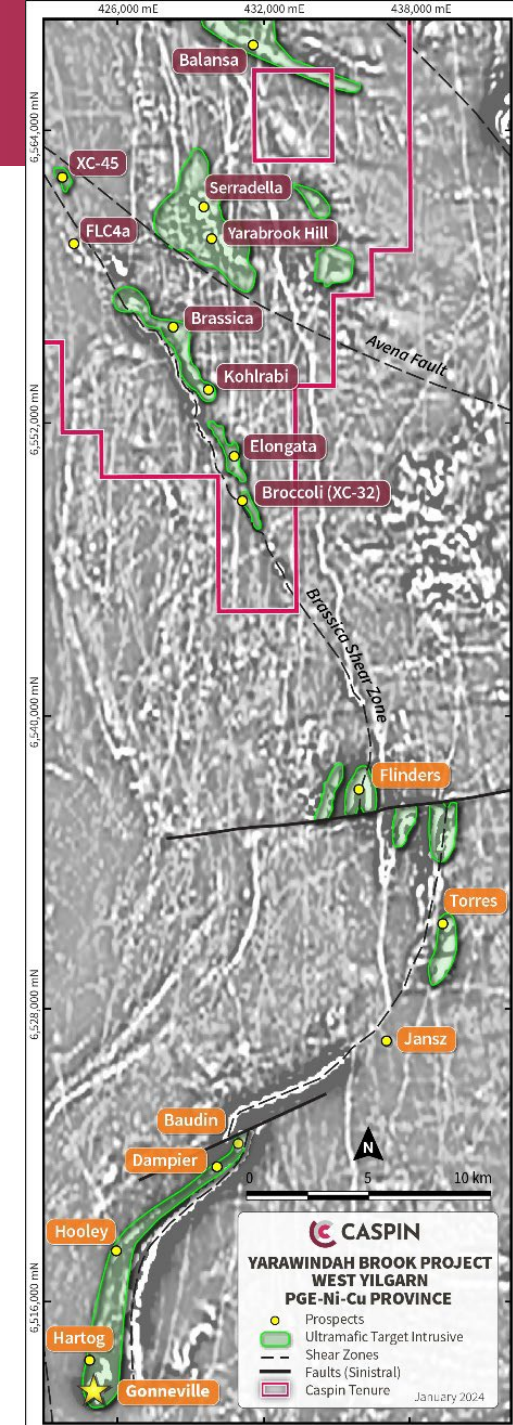 426,000 mE
432,000 mE
438,000 mE
Balansa
6,564,000 mN
XC-45
Serradella
FLC4a
Yarabrook Hill
Brassica
Avena Fault
Kohlrabi
6,552,000 mN
Elongata
Broccoli (XC-32)
Brassica Shear Zone
6,540,000 mN
Flinders
Torres
6,528,000 mN
Jansz
Baudin
Dampier
N
0
5
10 km
Hooley
6,516,000 mN
Hartog
Gonneville
CASPIN
YARAWINDAH BROOK PROJECT
WEST YILGARN
PGE-Ni-Cu PROVINCE
Prospects
Ultramafic Target Intrusive
Shear Zones
Faults (Sinistral)
Caspin Tenure
January 2024